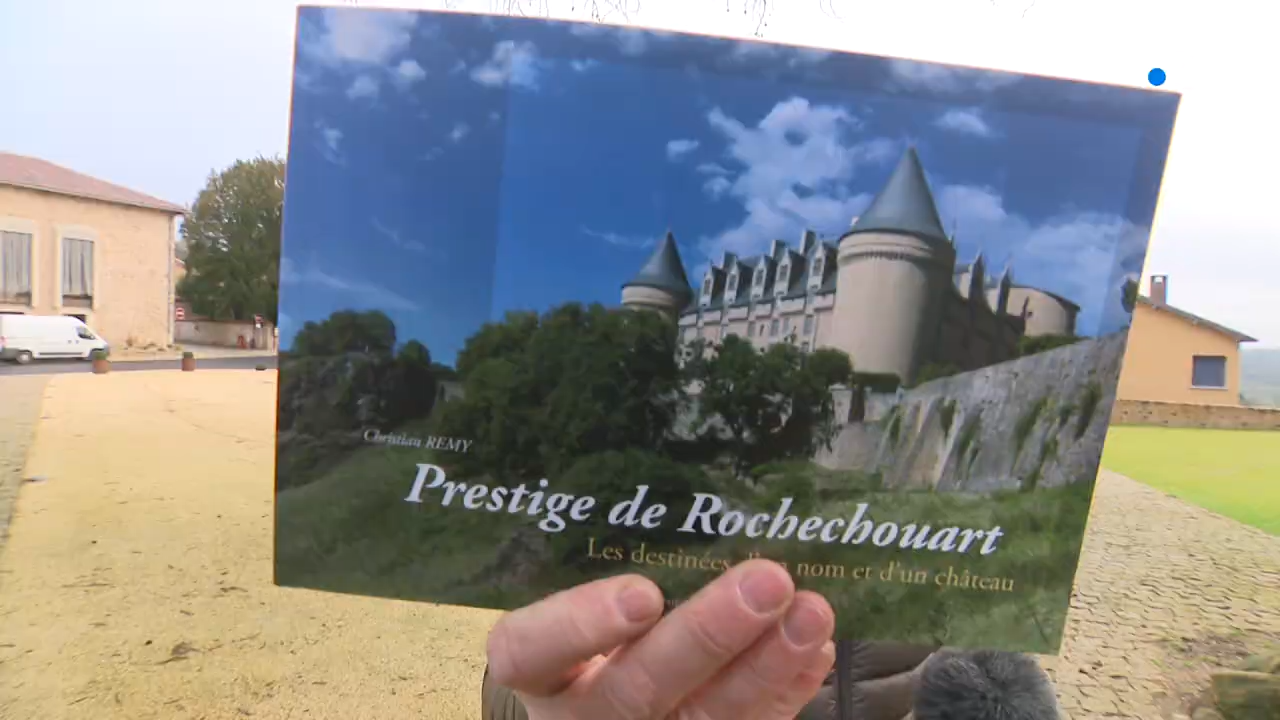 Christian REMY
Prestige de Rochechouart
Les destinées d'un nom et d'un château